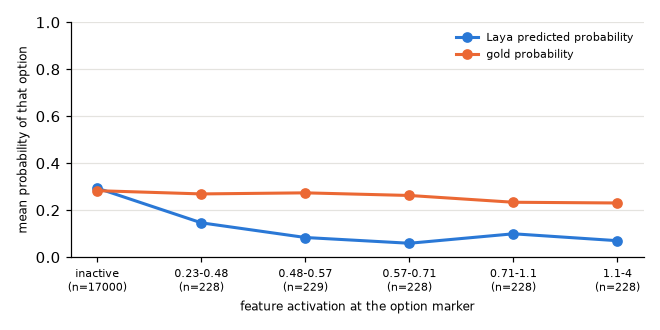 1.0
0.8
0.6
0.4
0.2
0.0
mean probability of that option
Laya predicted probability
gold probability
inactive
(n=17000)
0.23-0.48
(n=228)
0.48-0.57
(n=229)
0.57-0.71
(n=228)
0.71-1.1
(n=228)
1.1-4
(n=228)
feature activation at the option marker